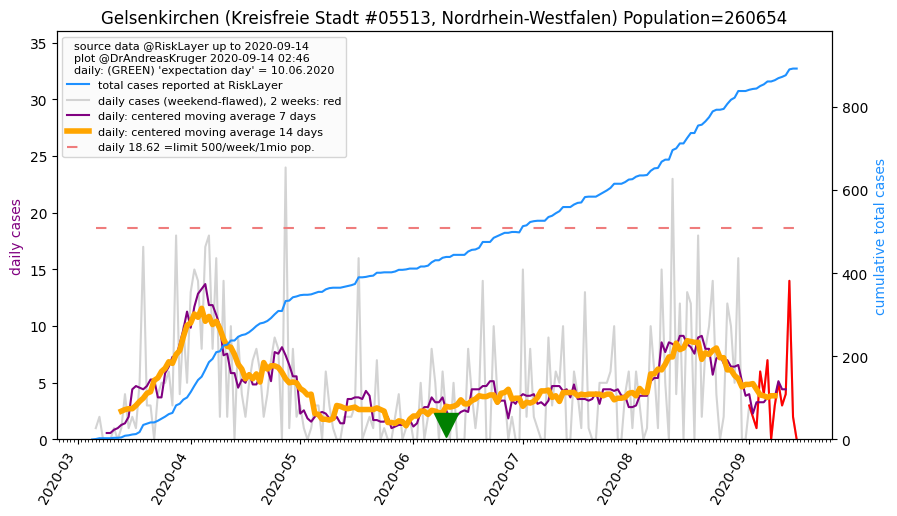 Gelsenkirchen (Kreisfreie Stadt #05513, Nordrhein-Westfalen) Population=260654
source data @RiskLayer up to 2020-09-14
plot @DrAndreasKruger 2020-09-14 02:46
daily: (GREEN) 'expectation day' = 10.06.2020
total cases reported at RiskLayer
daily cases (weekend-flawed), 2 weeks: red
daily: centered moving average 7 days
daily: centered moving average 14 days
daily 18.62 =limit 500/week/1mio pop.
daily cases
35
30
25
20
15
10
5
0
cumulative total cases
800
600
400
200
0
2020-03
2020-04
2020-05
2020-06
2020-07
2020-08
2020-09